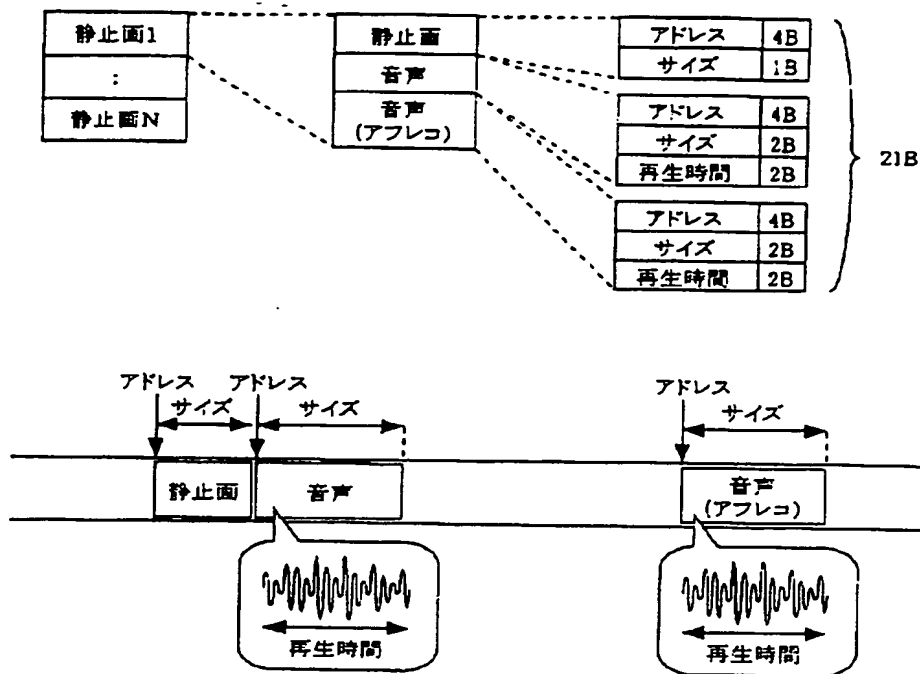 静止画1
:
静止画N
静止画
音声
音声
(アフレコ)
アドレス 4B
サイズ 1B
アドレス 4B
サイズ 2B
再生時間 2B
アドレス 4B
サイズ 2B
再生時間 2B
21B
アドレス アドレス アドレス
サイズ サイズ サイズ
静止画 音声 音声
(アフレコ)
再生時間 再生時間